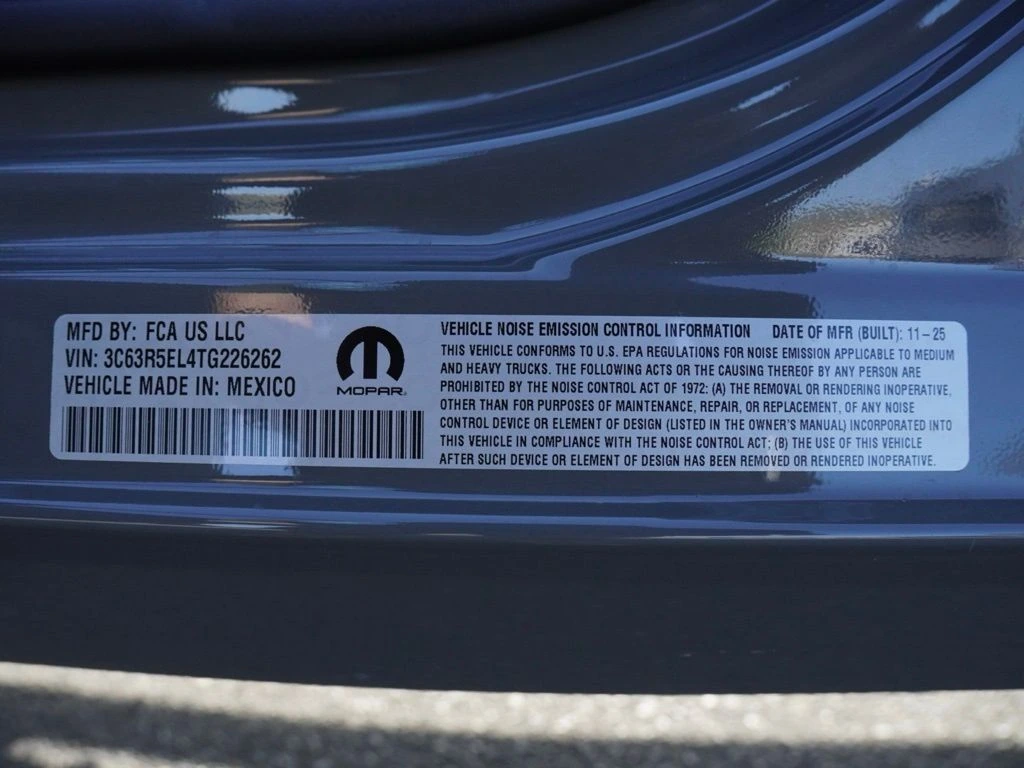 MFD BY: FCA US LLC
VIN: 3C63R5EL4TG226262
VEHICLE MADE IN: MEXICO
MOPAR®
VEHICLE NOISE EMISSION CONTROL INFORMATION DATE OF MFR (BUILT): 11-25
THIS VEHICLE CONFORMS TO U.S. EPA REGULATIONS FOR NOISE EMISSION APPLICABLE TO MEDIUM
AND HEAVY TRUCKS. THE FOLLOWING ACTS OR THE CAUSING THEREOF BY ANY PERSON ARE
PROHIBITED BY THE NOISE CONTROL ACT OF 1972: (A) THE REMOVAL OR RENDERING INOPERATIVE,
OTHER THAN FOR PURPOSES OF MAINTENANCE, REPAIR, OR REPLACEMENT, OF ANY NOISE
CONTROL DEVICE OR ELEMENT OF DESIGN (LISTED IN THE OWNER'S MANUAL) INCORPORATED INTO
THIS VEHICLE IN COMPLIANCE WITH THE NOISE CONTROL ACT; (B) THE USE OF THIS VEHICLE
AFTER SUCH DEVICE OR ELEMENT OF DESIGN HAS BEEN REMOVED OR RENDERED INOPERATIVE.